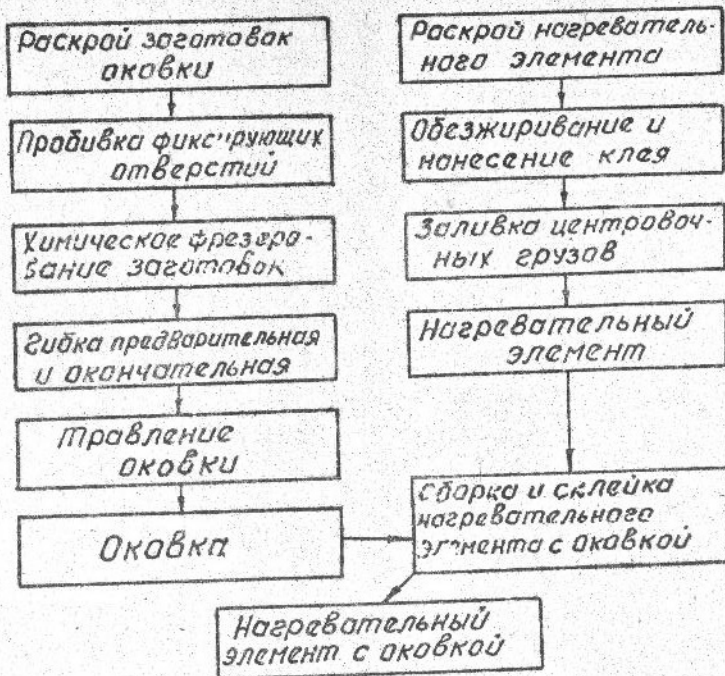 Раскрой заготовок
оковки
Пробивка фиксирующих
отверстий
Химическое фрезеро-
вание заготовок
Гибка предварительная
и окончательная
Травление
оковки
Оковка
Раскрой нагреватель-
ного элемента
Обезжиривание и
нанесение клея
Заливка центровоч-
ных грузов
Нагревательный
элемент
Сборка и склейка
нагревательного
элемента с оковкой
Нагревательный
элемент с оковкой